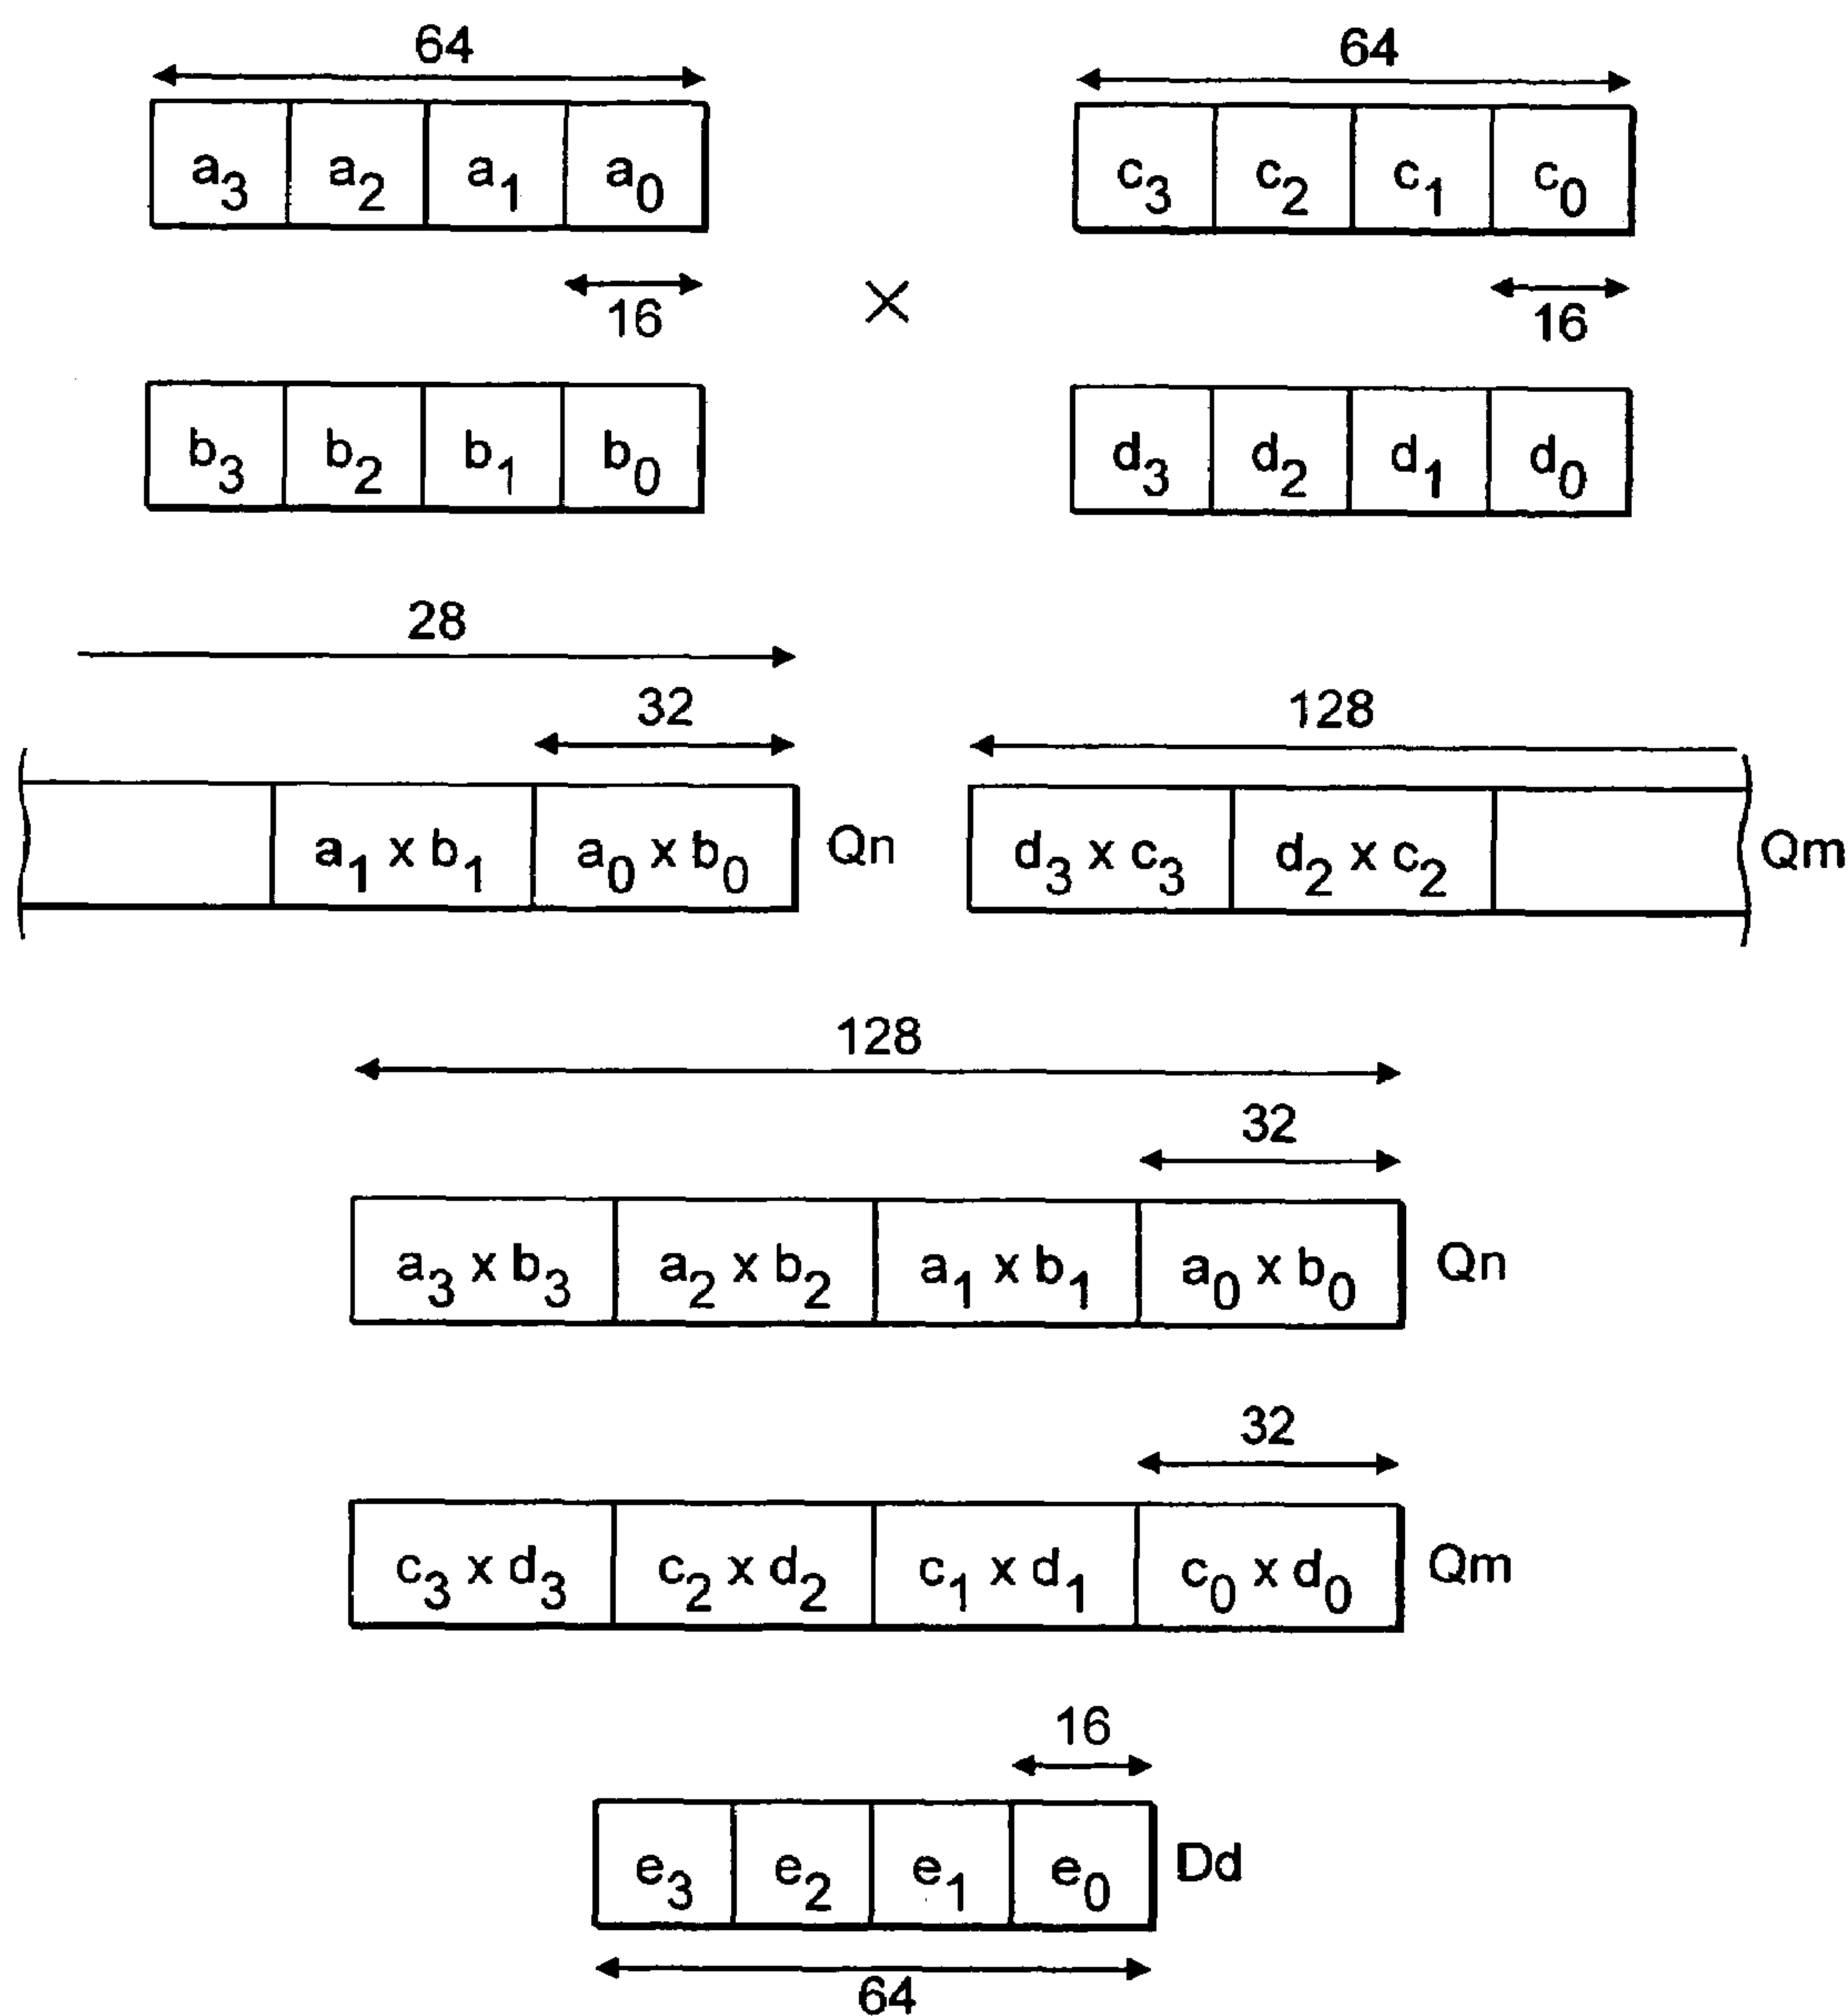 64 64
a₃ a₂ a₁ a₀ c₃ c₂ c₁ c₀
16 × 16
b₃ b₂ b₁ b₀ d₃ d₂ d₁ d₀
28
32 128
a₁ x b₁ a₀ x b₀ Qn d₃ x c₃ d₂ x c₂ Qm
128
32
a₃ x b₃ a₂ x b₂ a₁ x b₁ a₀ x b₀ Qn
32
c₃ x d₃ c₂ x d₂ c₁ x d₁ c₀ x d₀ Qm
16
e₃ e₂ e₁ e₀ Dd
64